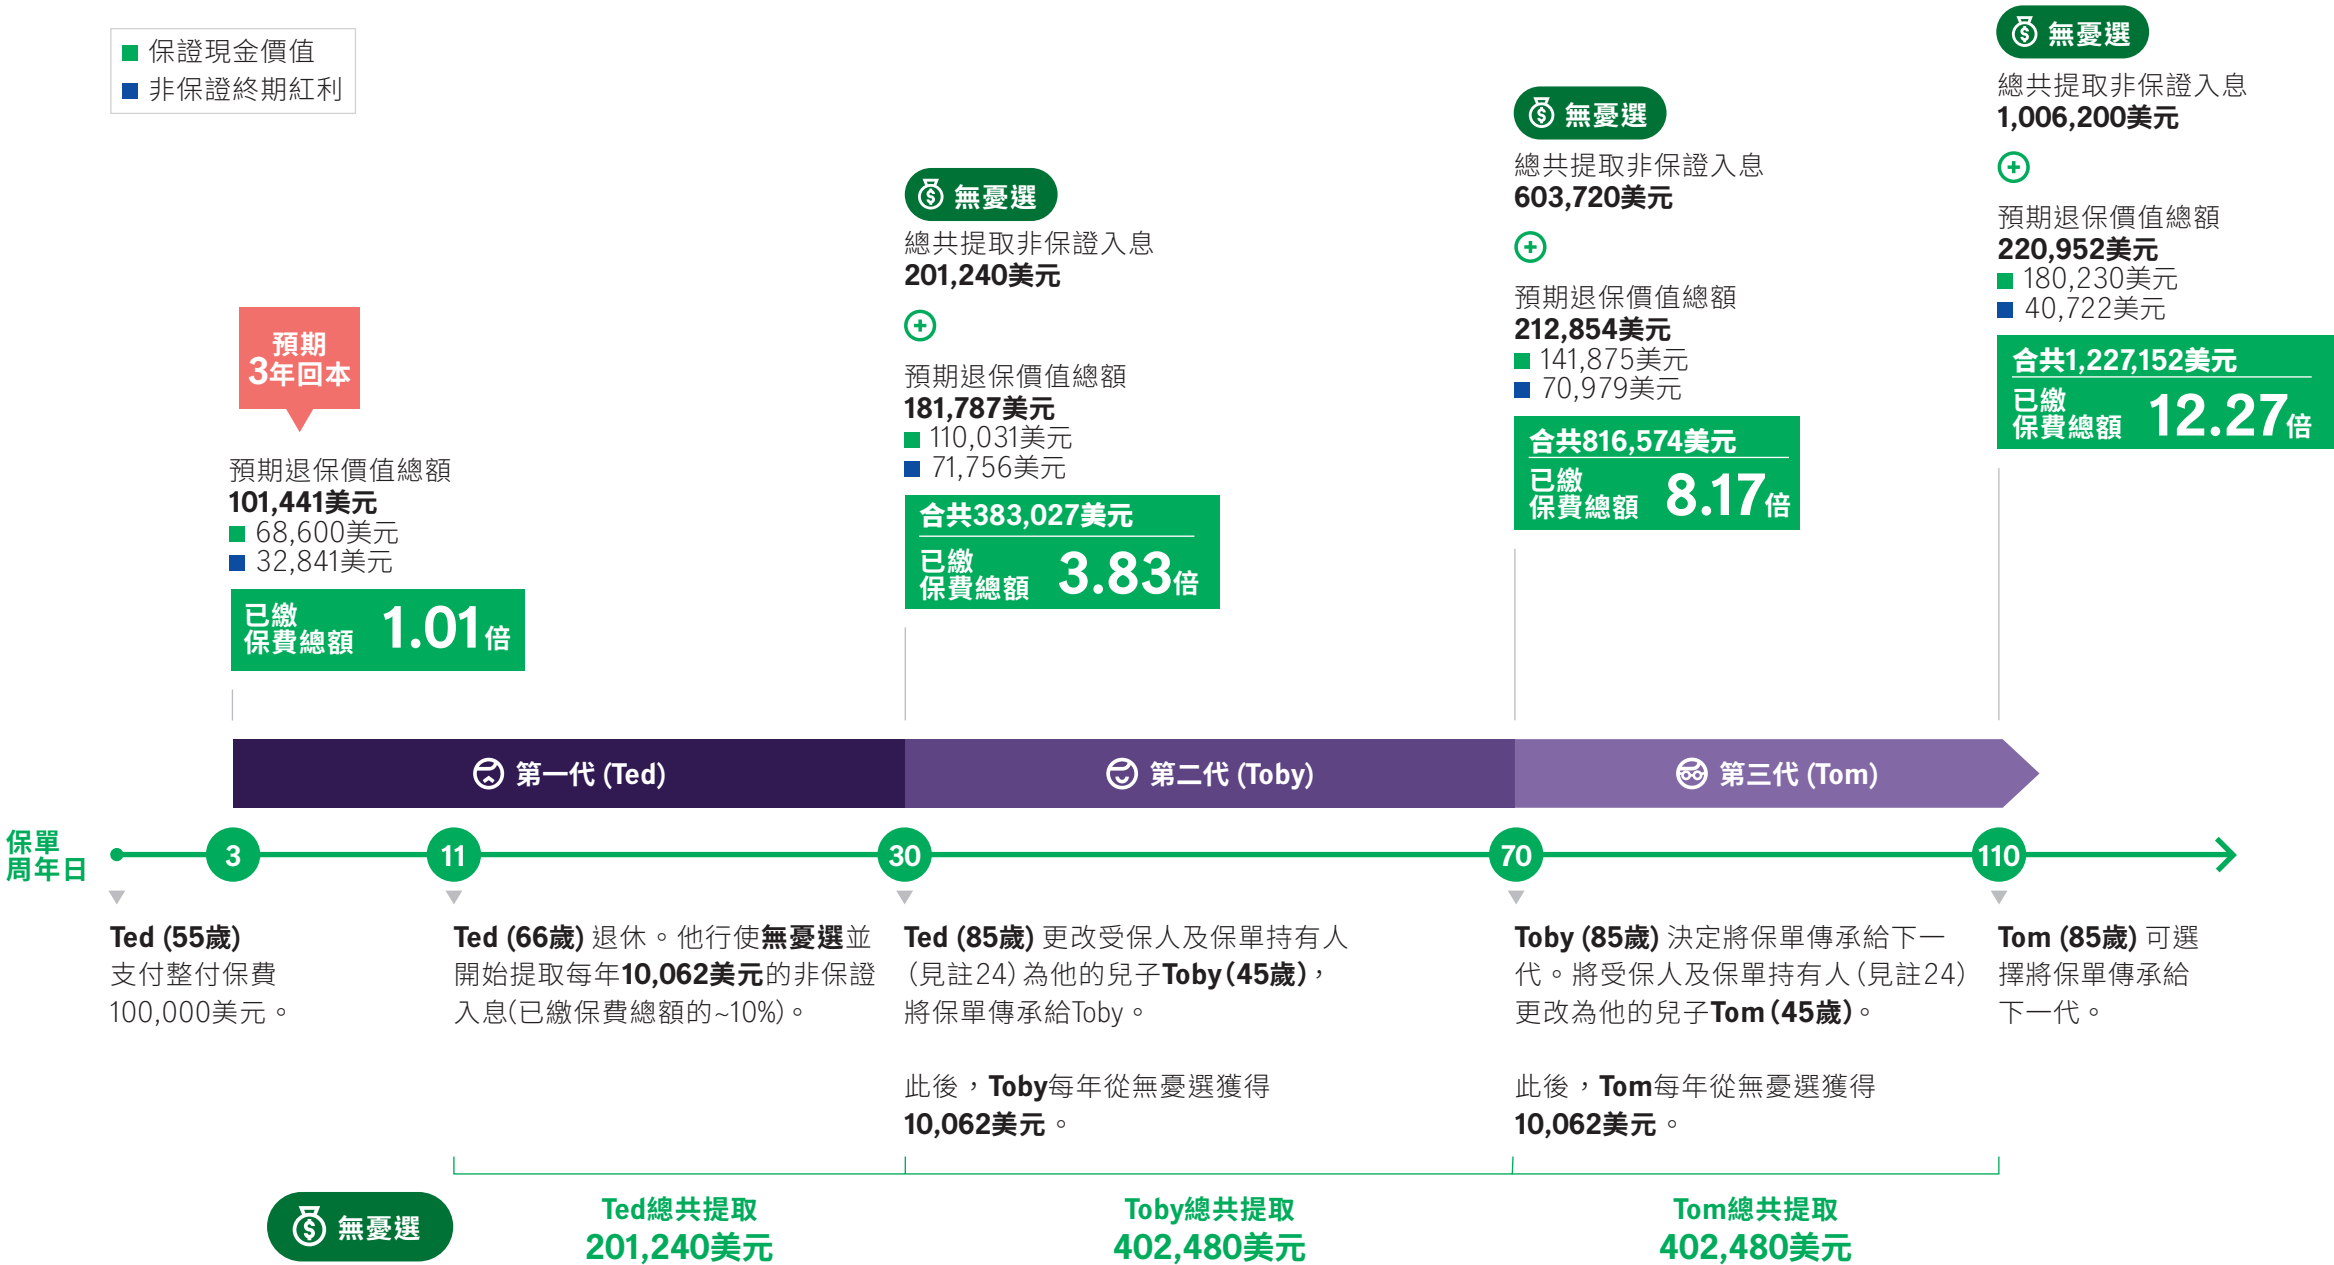 保證現金價值
非保證終期紅利
預期
3年回本
預期退保價值總額
101,441美元
68,600美元
32,841美元
已繳
保費總額 1.01倍
無憂選
總共提取非保證入息
201,240美元
預期退保價值總額
181,787美元
110,031美元
71,756美元
合共383,027美元
已繳
保費總額 3.83倍
無憂選
總共提取非保證入息
603,720美元
預期退保價值總額
212,854美元
141,875美元
70,979美元
合共816,574美元
已繳
保費總額 8.17倍
無憂選
總共提取非保證入息
1,006,200美元
預期退保價值總額
220,952美元
180,230美元
40,722美元
合共1,227,152美元
已繳
保費總額 12.27倍
第一代 (Ted)
第二代 (Toby)
第三代 (Tom)
保單
周年日
3
11
30
70
110
Ted (55歲)
支付整付保費
100,000美元。
Ted (66歲) 退休。他行使無憂選並
開始提取每年10,062美元的非保證
入息(已繳保費總額的~10%)。
Ted (85歲) 更改受保人及保單持有人
(見註24) 為他的兒子Toby (45歲)，
將保單傳承給Toby。
此後，Toby每年從無憂選獲得
10,062美元。
Toby (85歲) 決定將保單傳承給下一
代。將受保人及保單持有人 (見註24)
更改為他的兒子Tom (45歲)。
此後，Tom每年從無憂選獲得
10,062美元。
Tom (85歲) 可選
擇將保單傳承給
下一代。
無憂選
Ted總共提取
201,240美元
Toby總共提取
402,480美元
Tom總共提取
402,480美元